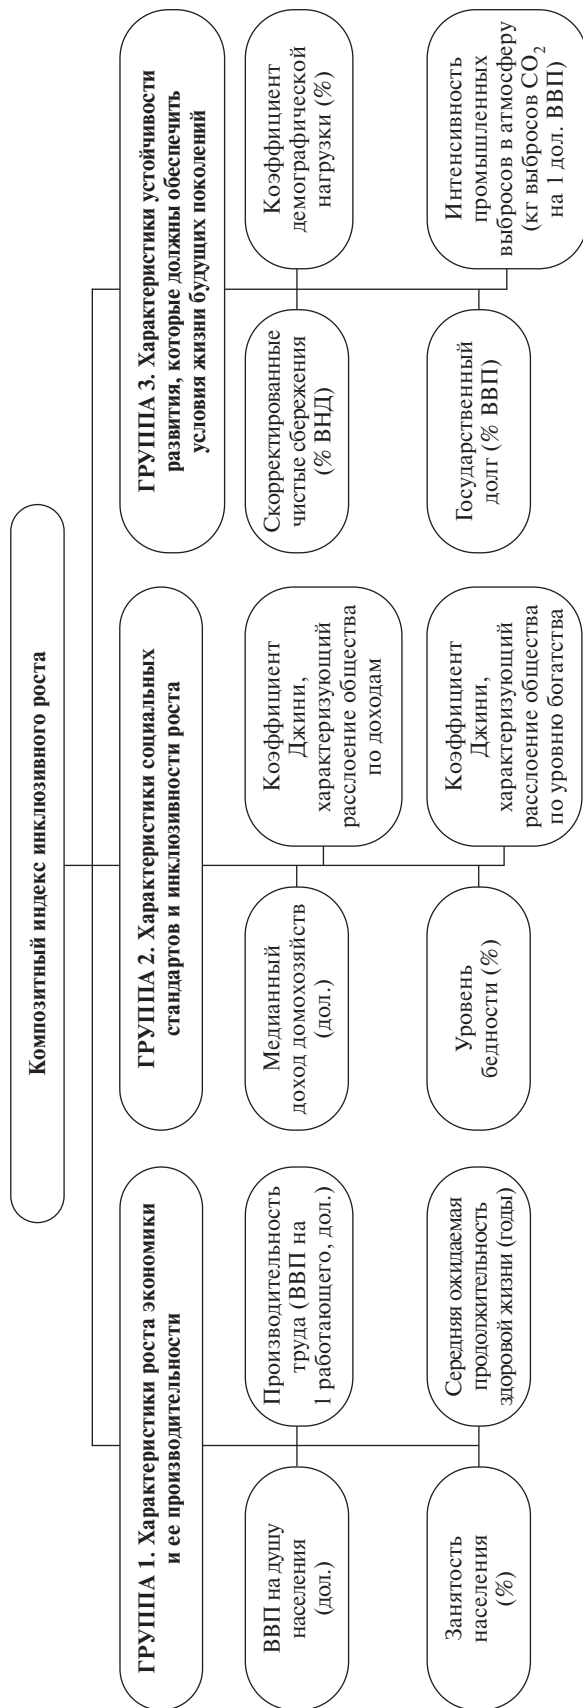 Композитный индекс инклюзивного роста
ГРУППА 1. Характеристики роста экономики
и ее производительности
ВВП на душу
населения
(дол.)
Производительность
труда (ВВП на
1 работающего, дол.)
Занятость
населения
(%)
Средняя ожидаемая
продолжительность
здоровой жизни (годы)
ГРУППА 2. Характеристики социальных
стандартов и инклюзивности роста
Медианный
доход домохозяйств
(дол.)
Коэффициент
Джини,
характеризующий
расслоение общества
по доходам
Уровень
бедности (%)
Коэффициент
Джини,
характеризующий
расслоение общества
по уровню богатства
ГРУППА 3. Характеристики устойчивости
развития, которые должны обеспечить
условия жизни будущих поколений
Скорректированные
чистые сбережения
(% ВНД)
Коэффициент
демографической
нагрузки (%)
Государственный
долг (% ВВП)
Интенсивность
промышленных
выбросов в атмосферу
(кг выбросов CO2
на 1 дол. ВВП)